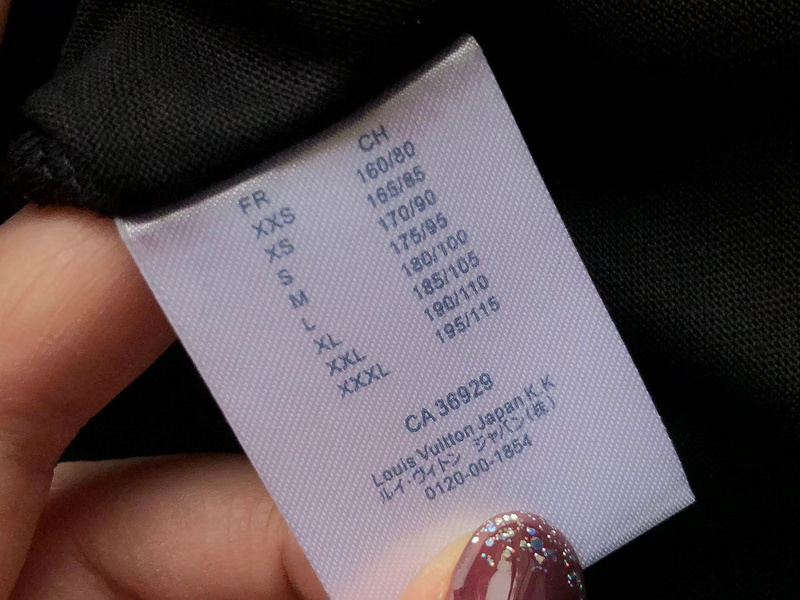 FR CH
XXS 160/80
XS 165/85
S 170/90
M 175/95
L 180/100
XL 185/105
XXL 190/110
XXXL 195/115
CA 36929
Louis Vuitton Japan K K
ルイ・ヴィトン ジャパン(株)
0120-00-1854